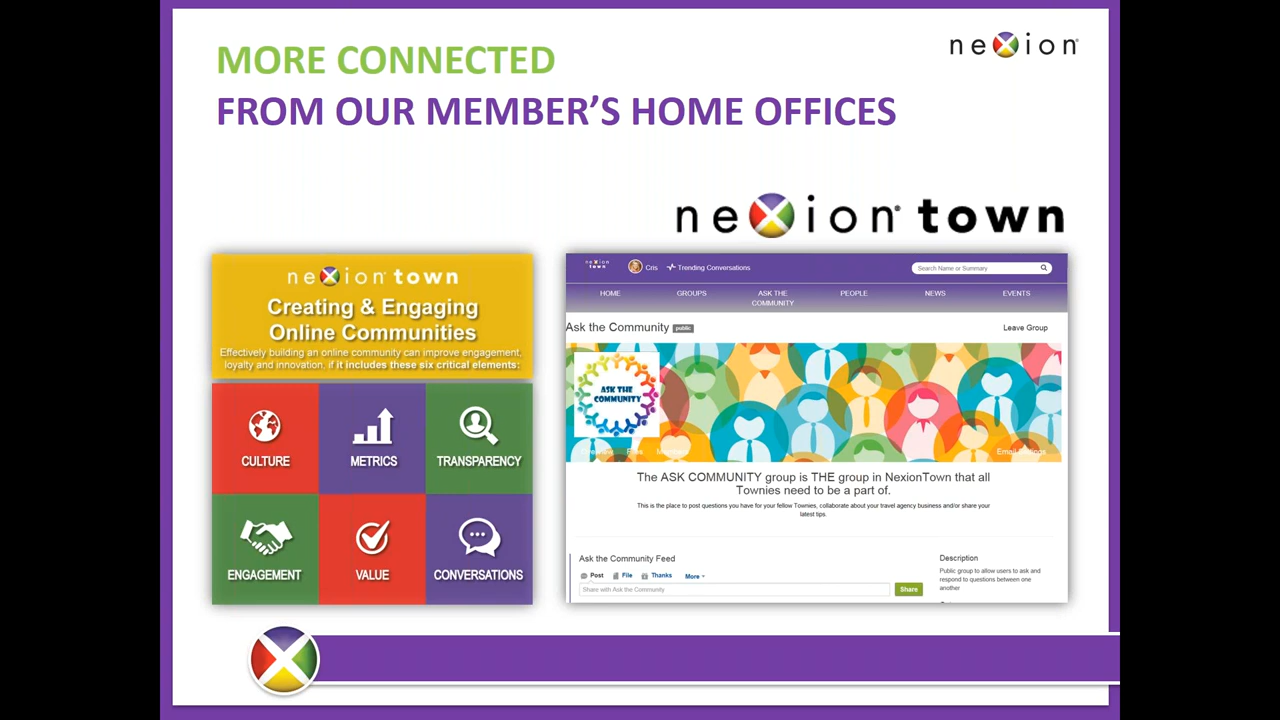 MORE CONNECTED
FROM OUR MEMBER'S HOME OFFICES
nexion®
nexion® town
nexion® town
Creating & Engaging
Online Communities
Effectively building an online community can improve engagement,
loyalty and innovation, if it includes these six critical elements:
CULTURE
METRICS
TRANSPARENCY
ENGAGEMENT
VALUE
CONVERSATIONS
nexion
town
Cris
Trending Conversations
Search Name or Summary
HOME
GROUPS
ASK THE
COMMUNITY
PEOPLE
NEWS
EVENTS
Ask the Community public
Leave Group
ASK THE
COMMUNITY
Files
Email Settings
The ASK COMMUNITY group is THE group in NexionTown that all
Townies need to be a part of.
This is the place to post questions you have for your fellow Townies, collaborate about your travel agency business and/or share your
latest tips.
Ask the Community Feed
Post
File
Thanks
More
Share with Ask the Community
Share
Description
Public group to allow users to ask and
respond to questions between one
another